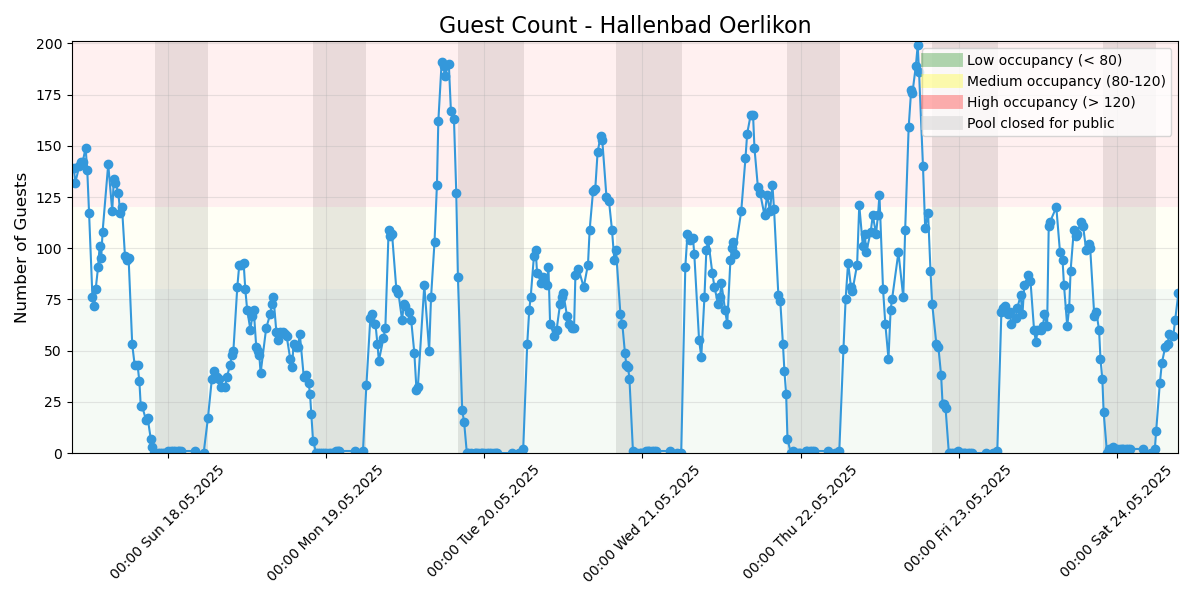 Guest Count - Hallenbad Oerlikon
Number of Guests
200
175
150
125
100
75
50
25
0
Low occupancy (< 80)
Medium occupancy (80-120)
High occupancy (> 120)
Pool closed for public
00:00 Sun 18.05.2025
00:00 Mon 19.05.2025
00:00 Tue 20.05.2025
00:00 Wed 21.05.2025
00:00 Thu 22.05.2025
00:00 Fri 23.05.2025
00:00 Sat 24.05.2025